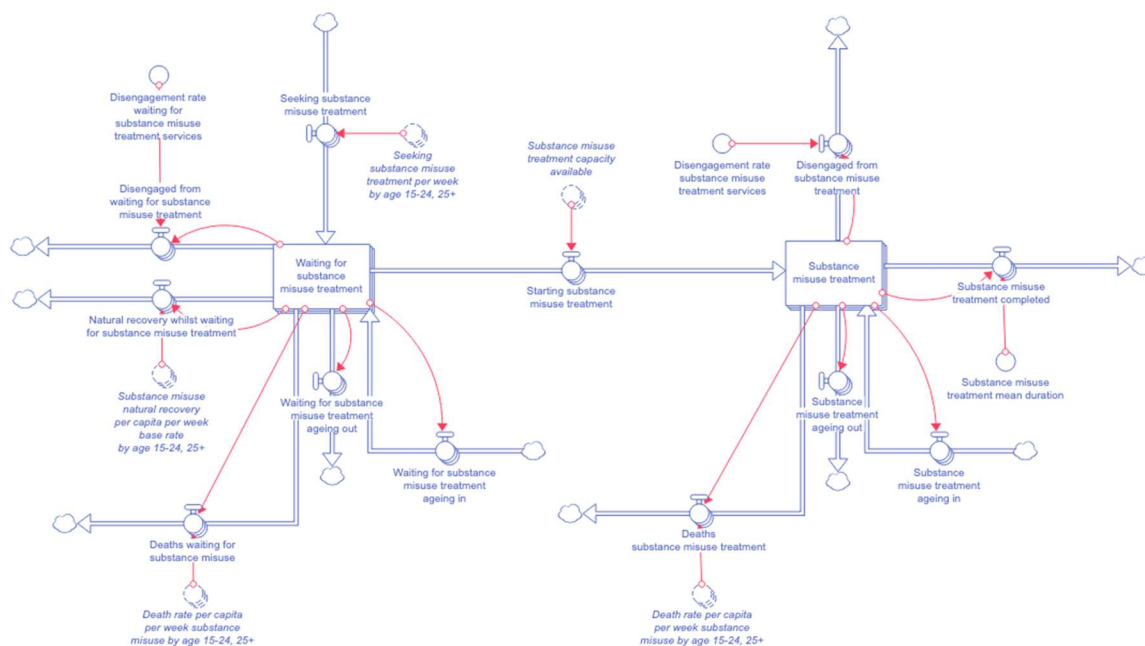 Seeking substance
misuse treatment
Disengagement rate
waiting for
substance misuse
treatment services
Seeking
substance misuse
treatment per week
by age 15-24, 25+
Substance misuse
treatment capacity
available
Disengagement rate
substance misuse
treatment services
Disengaged from
substance misuse
treatment
Disengaged from
waiting for substance
misuse treatment
Waiting for
substance
misuse treatment
Starting substance
misuse treatment
Substance
misuse treatment
Substance misuse
treatment completed
Natural recovery whilst waiting
for substance misuse treatment
Substance misuse
treatment mean duration
Substance misuse
natural recovery
per capita per week
base rate
by age 15-24, 25+
Waiting for substance
misuse treatment
ageing out
Waiting for substance
misuse treatment
ageing in
Substance
misuse treatment
ageing out
Substance
misuse treatment
ageing in
Deaths waiting for
substance misuse
Deaths
substance misuse treatment
Death rate per capita
per week substance
misuse by age 15-24, 25+
Death rate per capita
per week substance
misuse by age 15-24, 25+